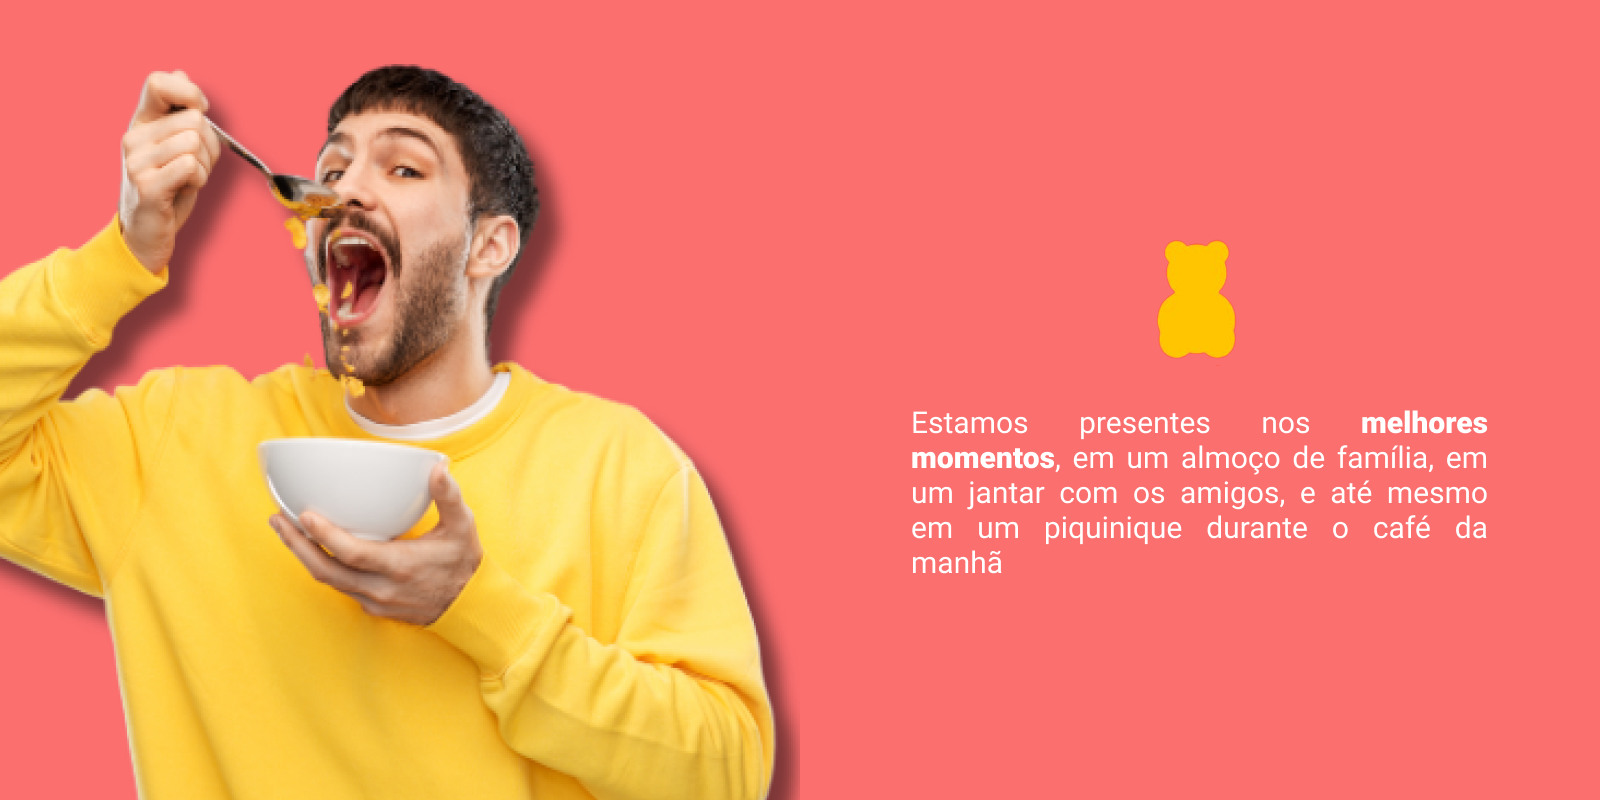 Estamos presentes nos melhores
momentos, em um almoço de família, em
um jantar com os amigos, e até mesmo
em um piquinique durante o café da
manhã